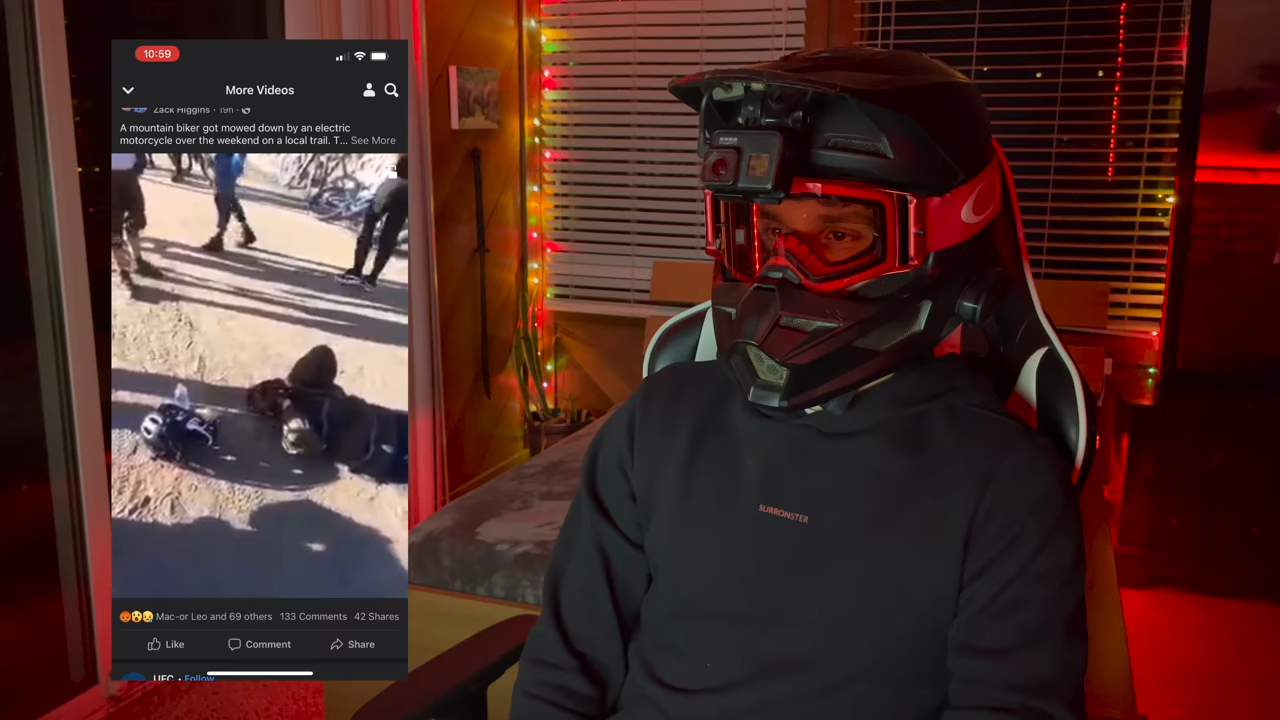 10:59
More Videos
Zack Higgins · 19h ·
A mountain biker got mowed down by an electric
motorcycle over the weekend on a local trail. T... See More
Mac-or Leo and 69 others 133 Comments 42 Shares
Like Comment Share
UFC · Follow
SURRONSTER